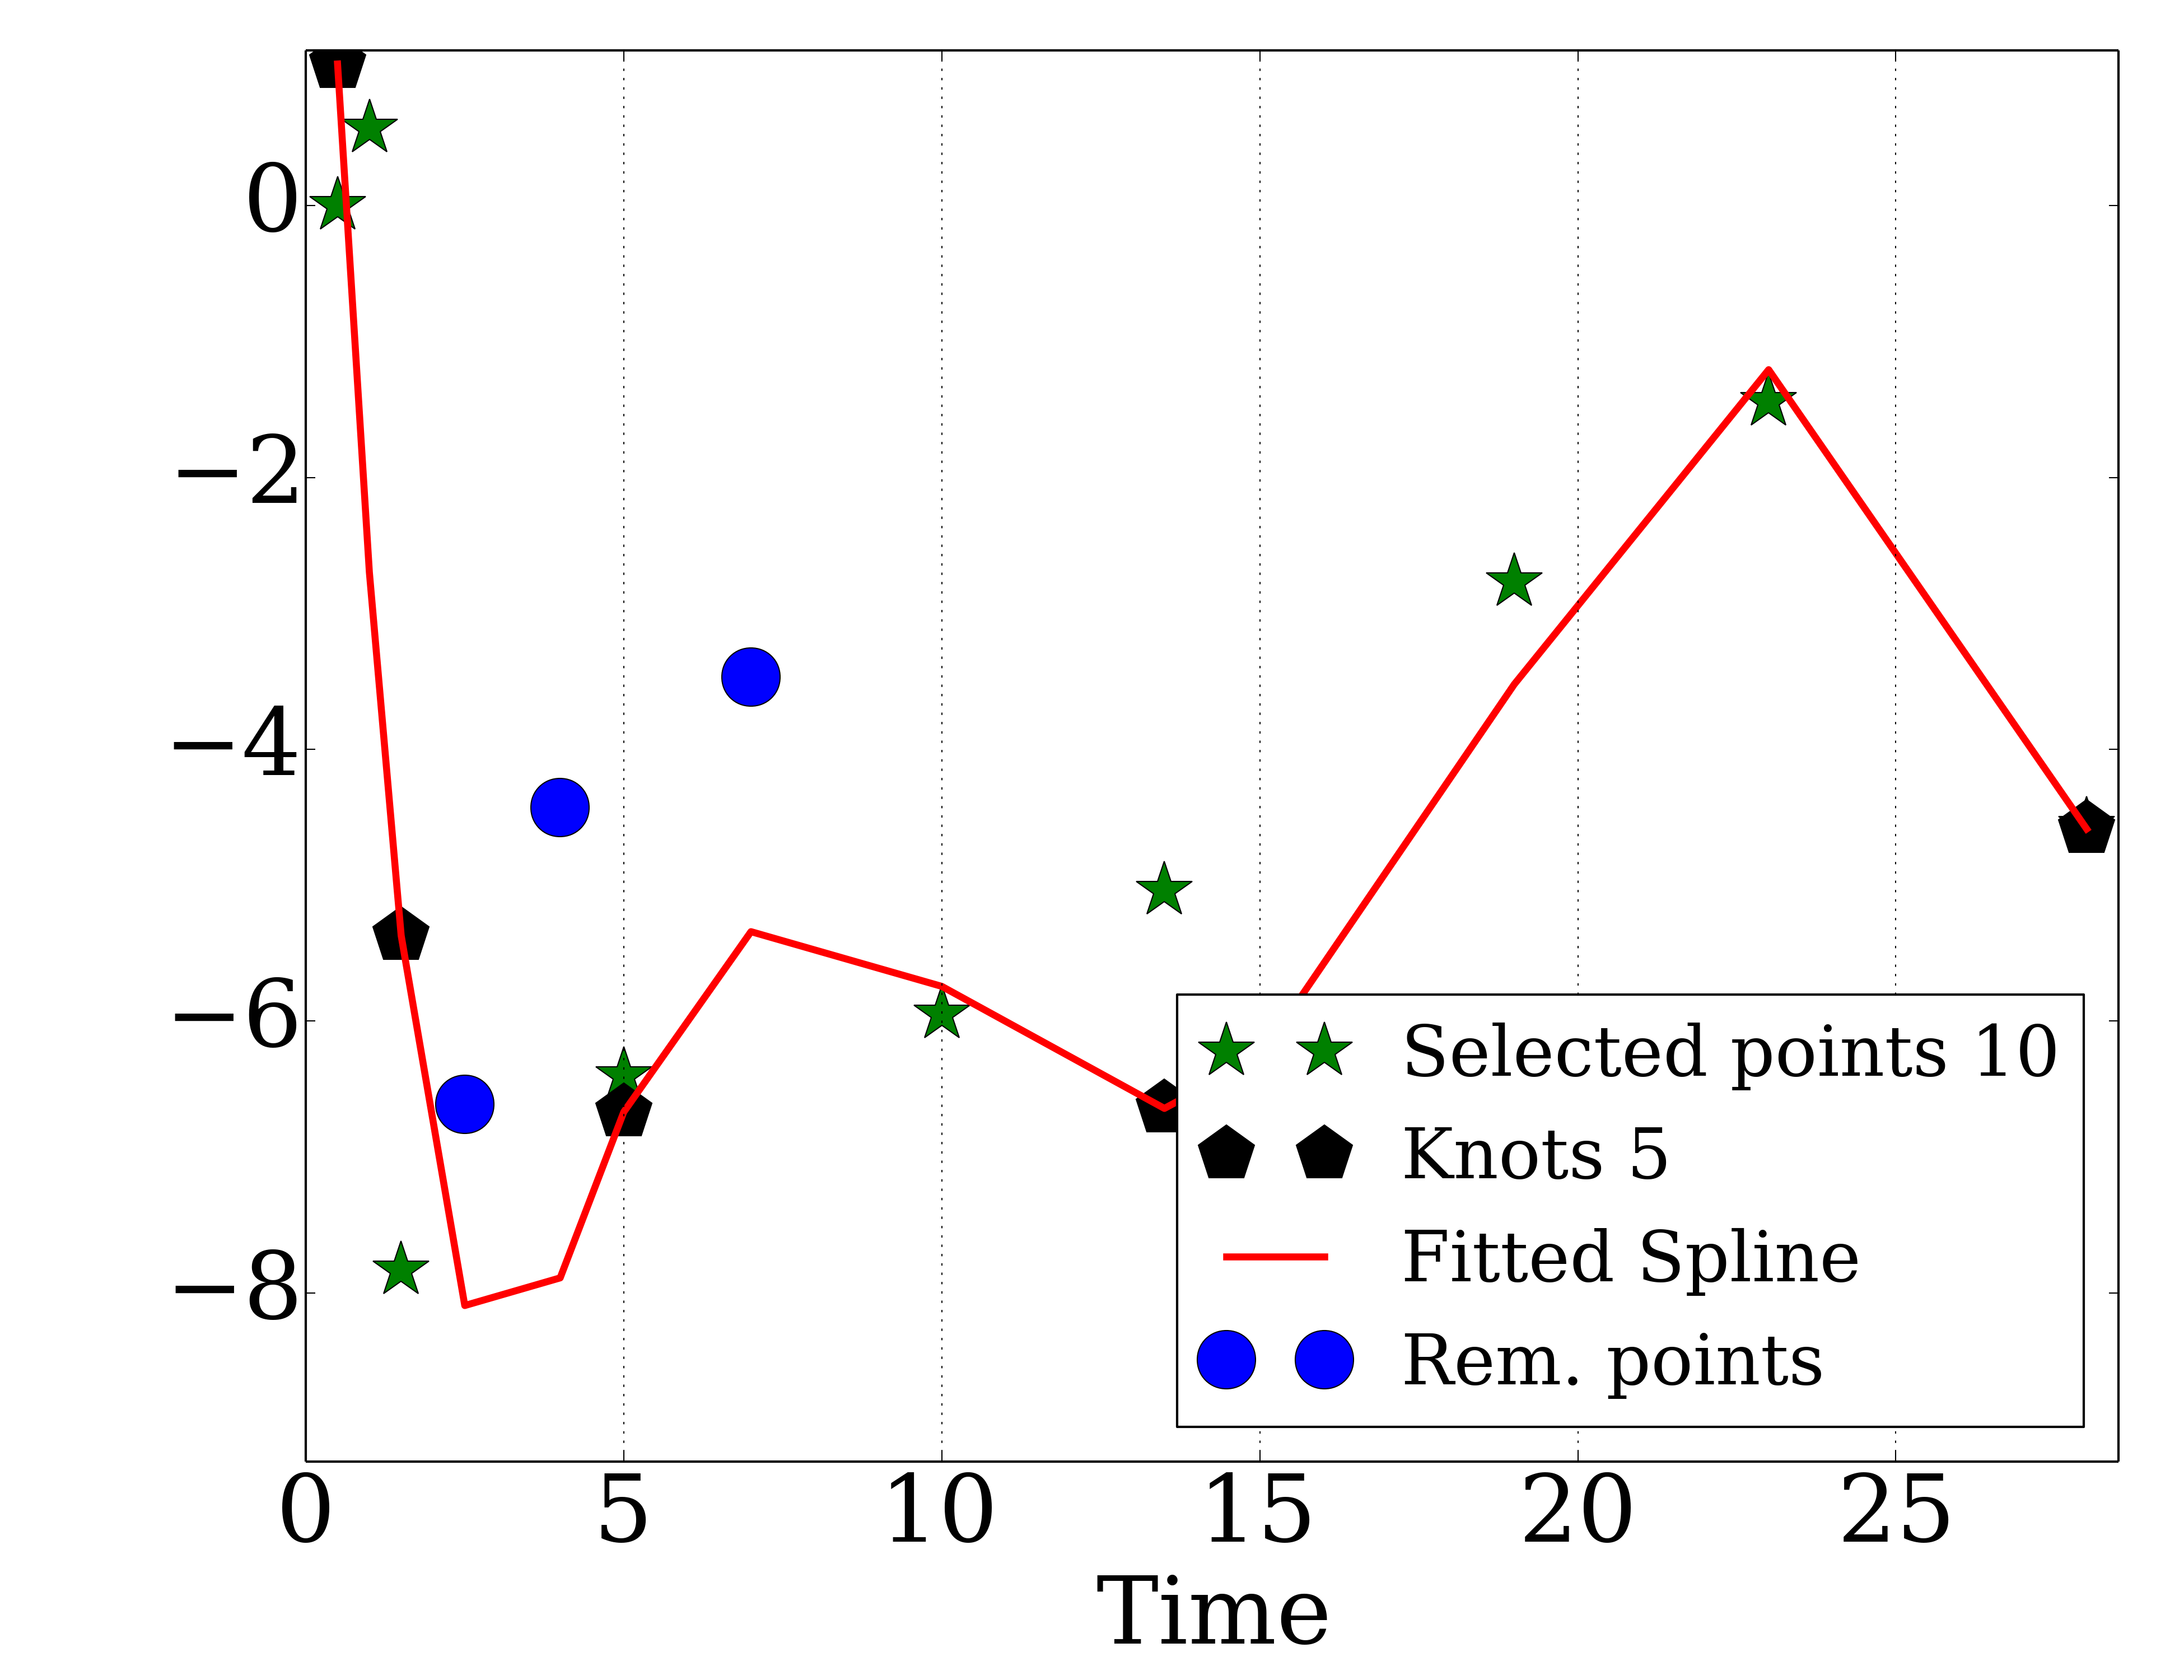 0
−2
−4
−6
−8
Selected points 10
Knots 5
Fitted Spline
Rem. points
0 5 10 15 20 25
Time